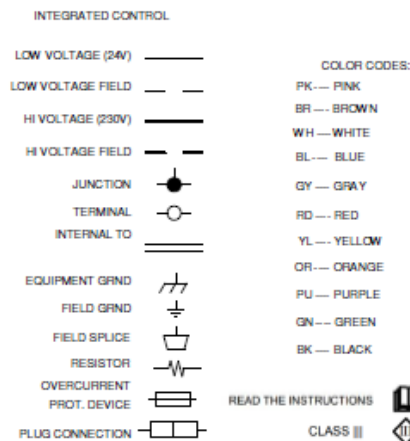 INTEGRATED CONTROL
LOW VOLTAGE (24V)
LOW VOLTAGE FIELD
HI VOLTAGE (230V)
HI VOLTAGE FIELD
JUNCTION
TERMINAL
INTERNAL TO
EQUIPMENT GRND
FIELD GRND
FIELD SPLICE
RESISTOR
OVERCURRENT
PROT. DEVICE
PLUG CONNECTION
COLOR CODES:
PK--- PINK
BR --- BROWN
WH --- WHITE
BL--- BLUE
GY --- GRAY
RD --- RED
YL --- YELLOW
OR--- ORANGE
PU --- PURPLE
GN--- GREEN
BK --- BLACK
READ THE INSTRUCTIONS
CLASS III
III